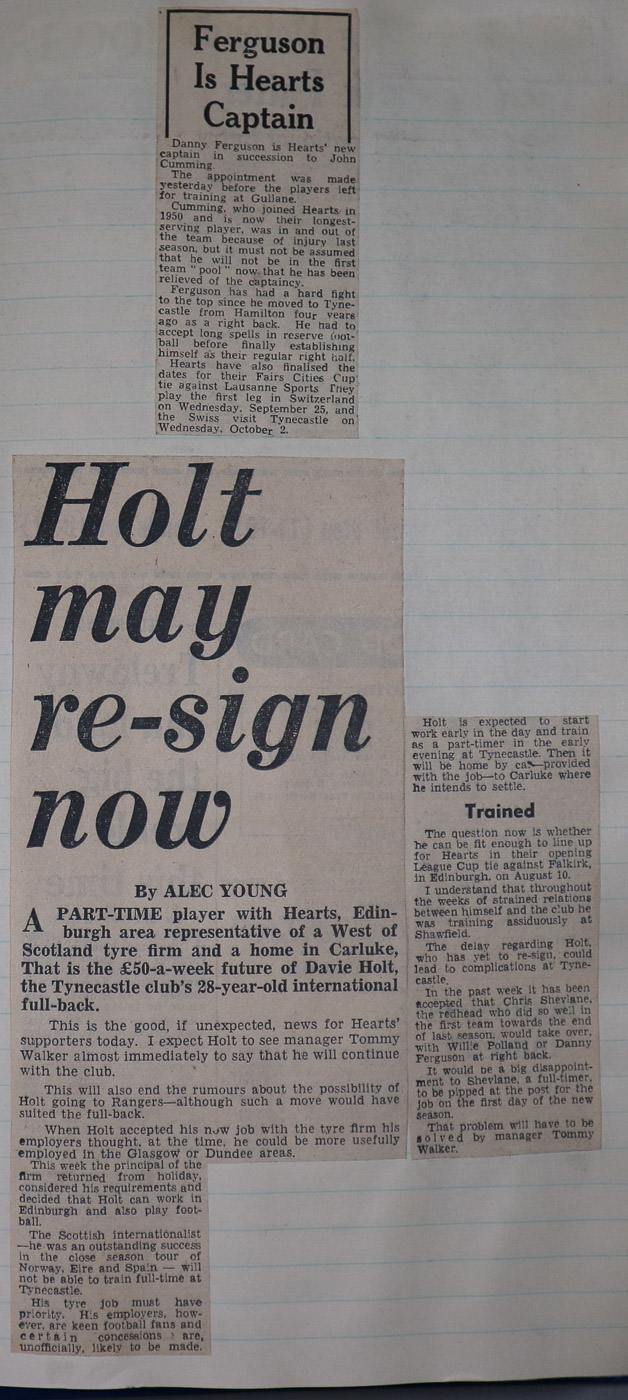 Ferguson
Is Hearts
Captain
Danny Ferguson is Hearts' new
captain in succession to John
Cumming.
The appointment was made
yesterday before the players left
for training at Gullane.
Cumming, who joined Hearts in
1950 and is now their longest-
serving player, was in and out of
the team because of injury last
season, but it must not be assumed
that he will not be in the first
team "pool" now that he has been
relieved of the captaincy.
Ferguson has had a hard fight
to the top since he moved to Tyne-
castle from Hamilton four years
ago as a right back. He had to
accept long spells in reserve foot-
ball before finally establishing
himself as their regular right half.
Hearts have also finalised the
dates for their Fairs Cities Cup
tie against Lausanne Sports They
play the first leg in Switzerland
on Wednesday, September 25, and
the Swiss visit Tynecastle on
Wednesday, October 2.
Holt
may
re-sign
now
By ALEC YOUNG
A PART-TIME player with Hearts, Edin-
burgh area representative of a West of
Scotland tyre firm and a home in Carluke,
That is the £50-a-week future of Davie Holt,
the Tynecastle club's 28-year-old international
full-back.
This is the good, if unexpected, news for Hearts'
supporters today. I expect Holt to see manager Tommy
Walker almost immediately to say that he will continue
with the club.
This will also end the rumours about the possibility of
Holt going to Rangers—although such a move would have
suited the full-back.
When Holt accepted his now job with the tyre firm his
employers thought, at the time, he could be more usefully
employed in the Glasgow or Dundee areas.
This week the principal of the
firm returned from holiday,
considered his requirements and
decided that Holt can work in
Edinburgh and also play foot-
ball.
The Scottish internationalist
—he was an outstanding success
in the close season tour of
Norway, Eire and Spain — will
not be able to train full-time at
Tynecastle.
His tyre job must have
priority. His employers, how-
ever, are keen football fans and
certain concessions are,
unofficially, likely to be made.
Holt is expected to start
work early in the day and train
as a part-timer in the early
evening at Tynecastle. Then it
will be home by car—provided
with the job—to Carluke where
he intends to settle.
Trained
The question now is whether
he can be fit enough to line up
for Hearts in their opening
League Cup tie against Falkirk,
in Edinburgh, on August 10.
I understand that throughout
the weeks of strained relations
between himself and the club he
was training assiduously at
Shawfield.
The delay regarding Holt,
who has yet to re-sign, could
lead to complications at Tyne-
castle.
In the past week it has been
accepted that Chris Shevlane,
the redhead who did so well in
the first team towards the end
of last season, would take over,
with Willie Polland or Danny
Ferguson at right back.
It would be a big disappoint-
ment to Shevlane, a full-timer,
to be pipped at the post for the
job on the first day of the new
season.
That problem will have to be
solved by manager Tommy
Walker.